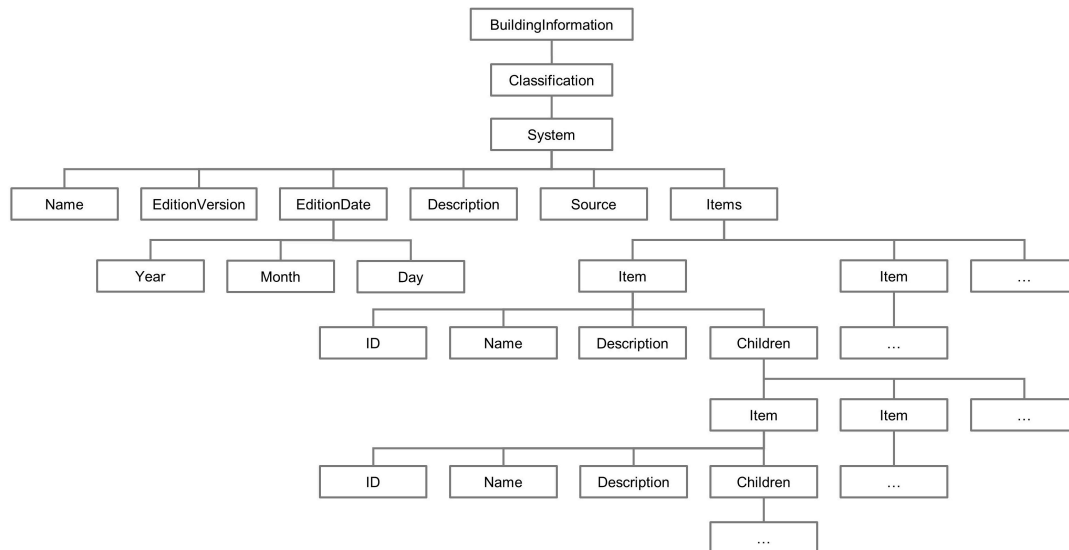 BuildingInformation
Classification
System
Name EditionVersion EditionDate Description Source Items
Year Month Day Item Item …
ID Name Description Children …
Item Item …
ID Name Description Children …
…